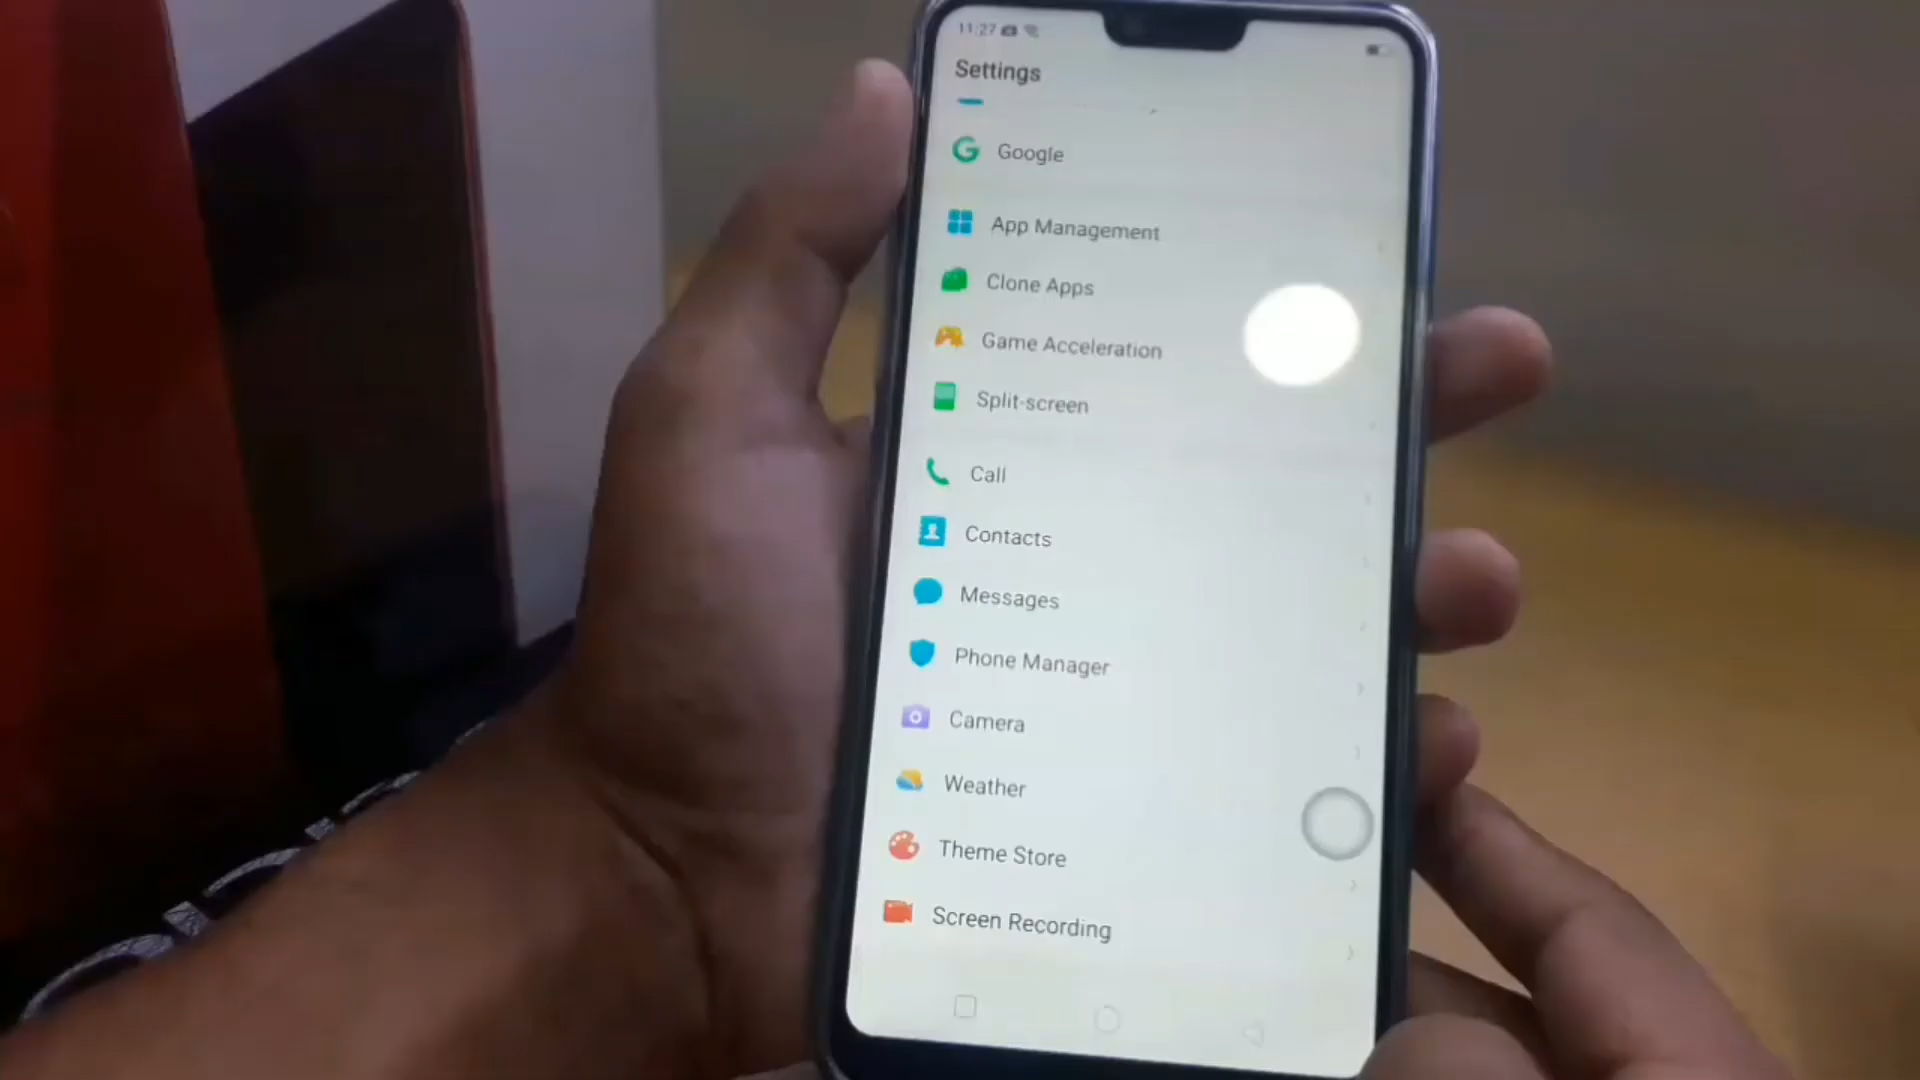 11:27
Settings
Google
App Management
Clone Apps
Game Acceleration
Split-screen
Call
Contacts
Messages
Phone Manager
Camera
Weather
Theme Store
Screen Recording